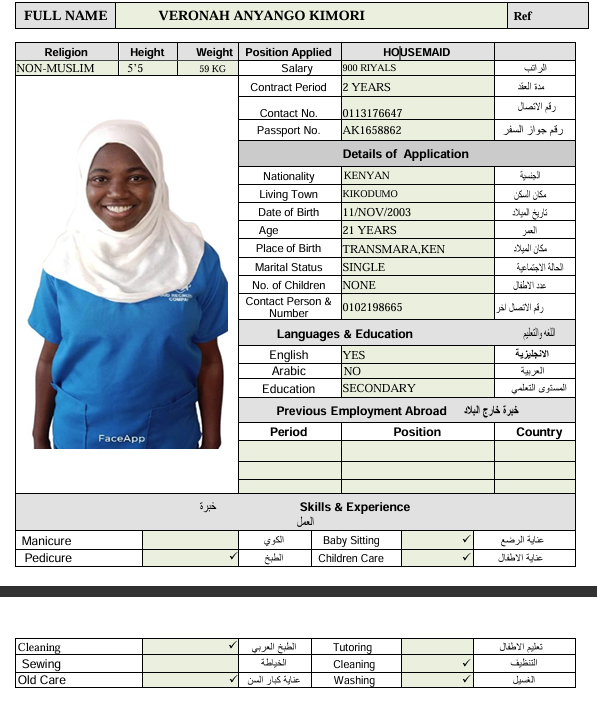 FULL NAME VERONAH ANYANGO KIMORI Ref
Religion Height Weight Position Applied HOUSEMAID
NON-MUSLIM 5'5 59 KG Salary 900 RIYALS الراتب
Contract Period 2 YEARS مدة العقد
Contact No. 0113176647 رقم الاتصال
Passport No. AK1658862 رقم جواز السفر
Details of Application
Nationality KENYAN الجنسية
Living Town KIKODUMO مكان السكن
Date of Birth 11/NOV/2003 تاريخ الميلاد
Age 21 YEARS العمر
Place of Birth TRANSMARA,KEN مكان الميلاد
Marital Status SINGLE الحالة الاجتماعية
No. of Children NONE عدد الاطفال
Contact Person & Number 0102198665 رقم الاتصال اخر
Languages & Education اللغه والتعليم
English YES الانجليزية
Arabic NO العربية
Education SECONDARY المستوى التعلمي
Previous Employment Abroad خبرة خارج البلاد
Period Position Country
FaceApp
خبرة Skills & Experience
العمل
Manicure الكوي Baby Sitting ✓ عناية الرضع
Pedicure ✓ الطبخ Children Care ✓ عناية الاطفال
Cleaning ✓ الطبخ العربي Tutoring تعليم الاطفال
Sewing الخياطة Cleaning ✓ التنظيف
Old Care ✓ عناية كبار السن Washing ✓ الغسيل